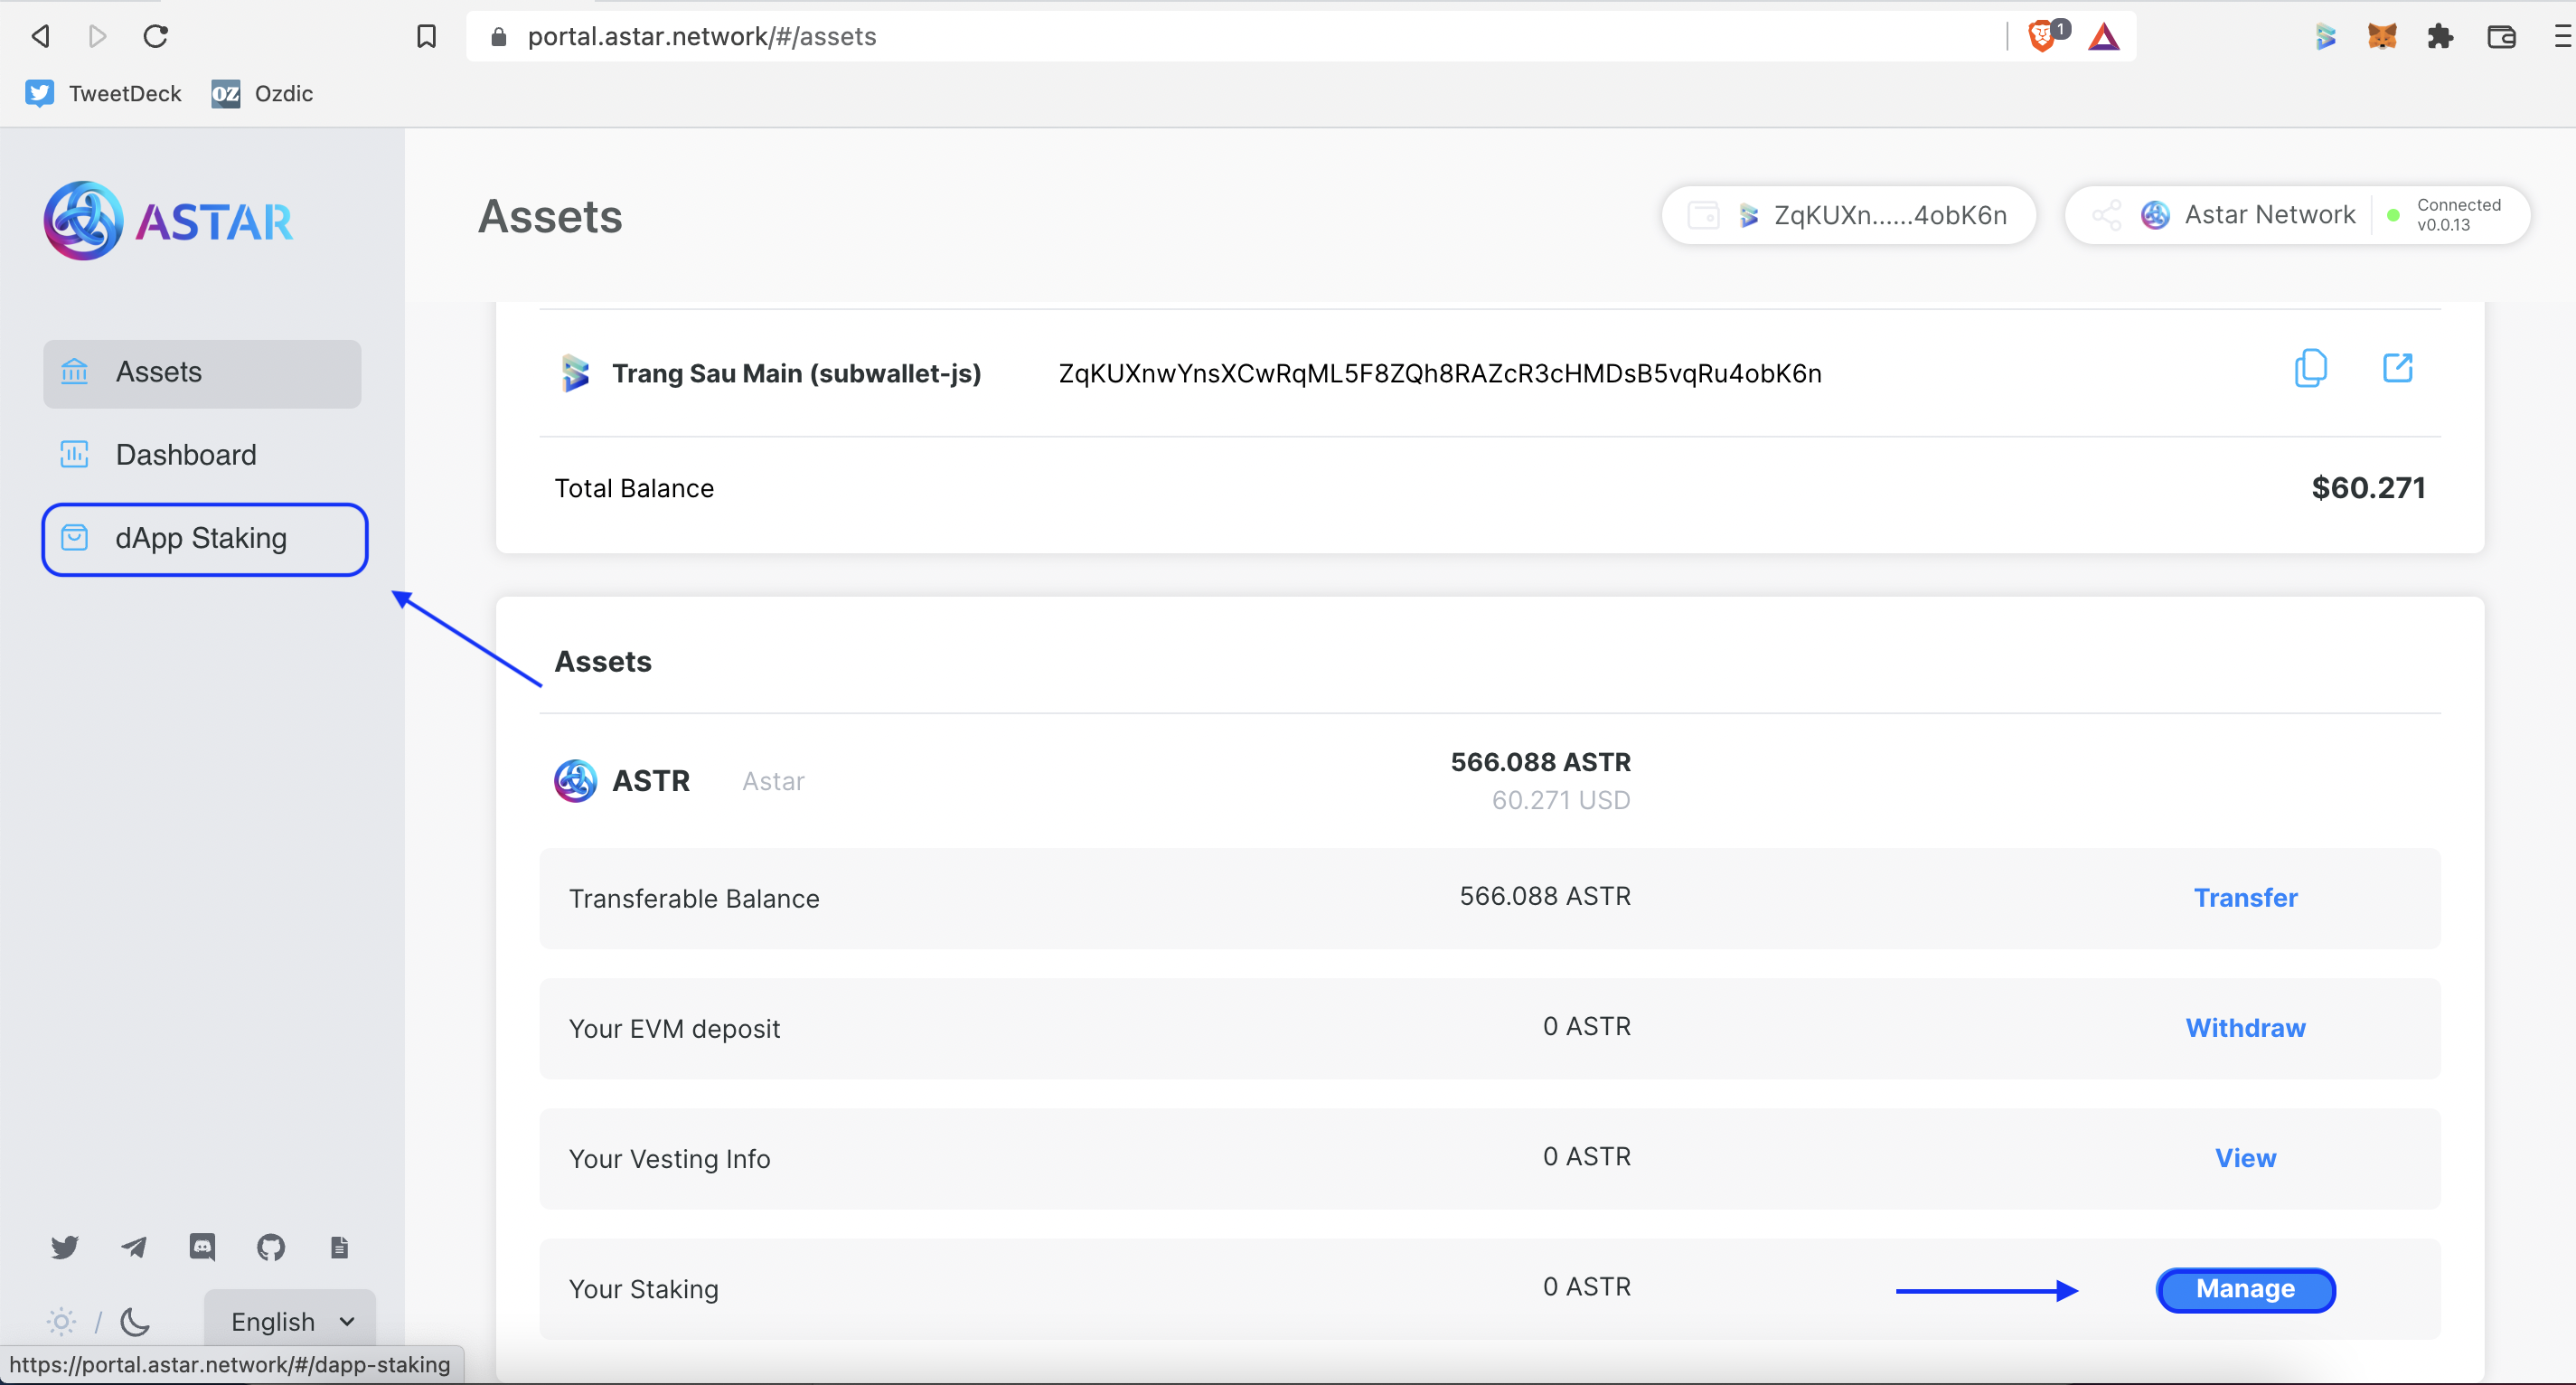 portal.astar.network/#/assets
1
TweetDeck
OZ Ozdic
ASTAR
Assets
ZqKUXn......4obK6n
Astar Network
Connected
v0.0.13
Assets
Dashboard
dApp Staking
Trang Sau Main (subwallet-js)
ZqKUXnwYnsXCwRqML5F8ZQh8RAZcR3cHMDsB5vqRu4obK6n
Total Balance
$60.271
Assets
ASTR
Astar
566.088 ASTR
60.271 USD
Transferable Balance
566.088 ASTR
Transfer
Your EVM deposit
0 ASTR
Withdraw
Your Vesting Info
0 ASTR
View
Your Staking
0 ASTR
Manage
/
English
https://portal.astar.network/#/dapp-staking